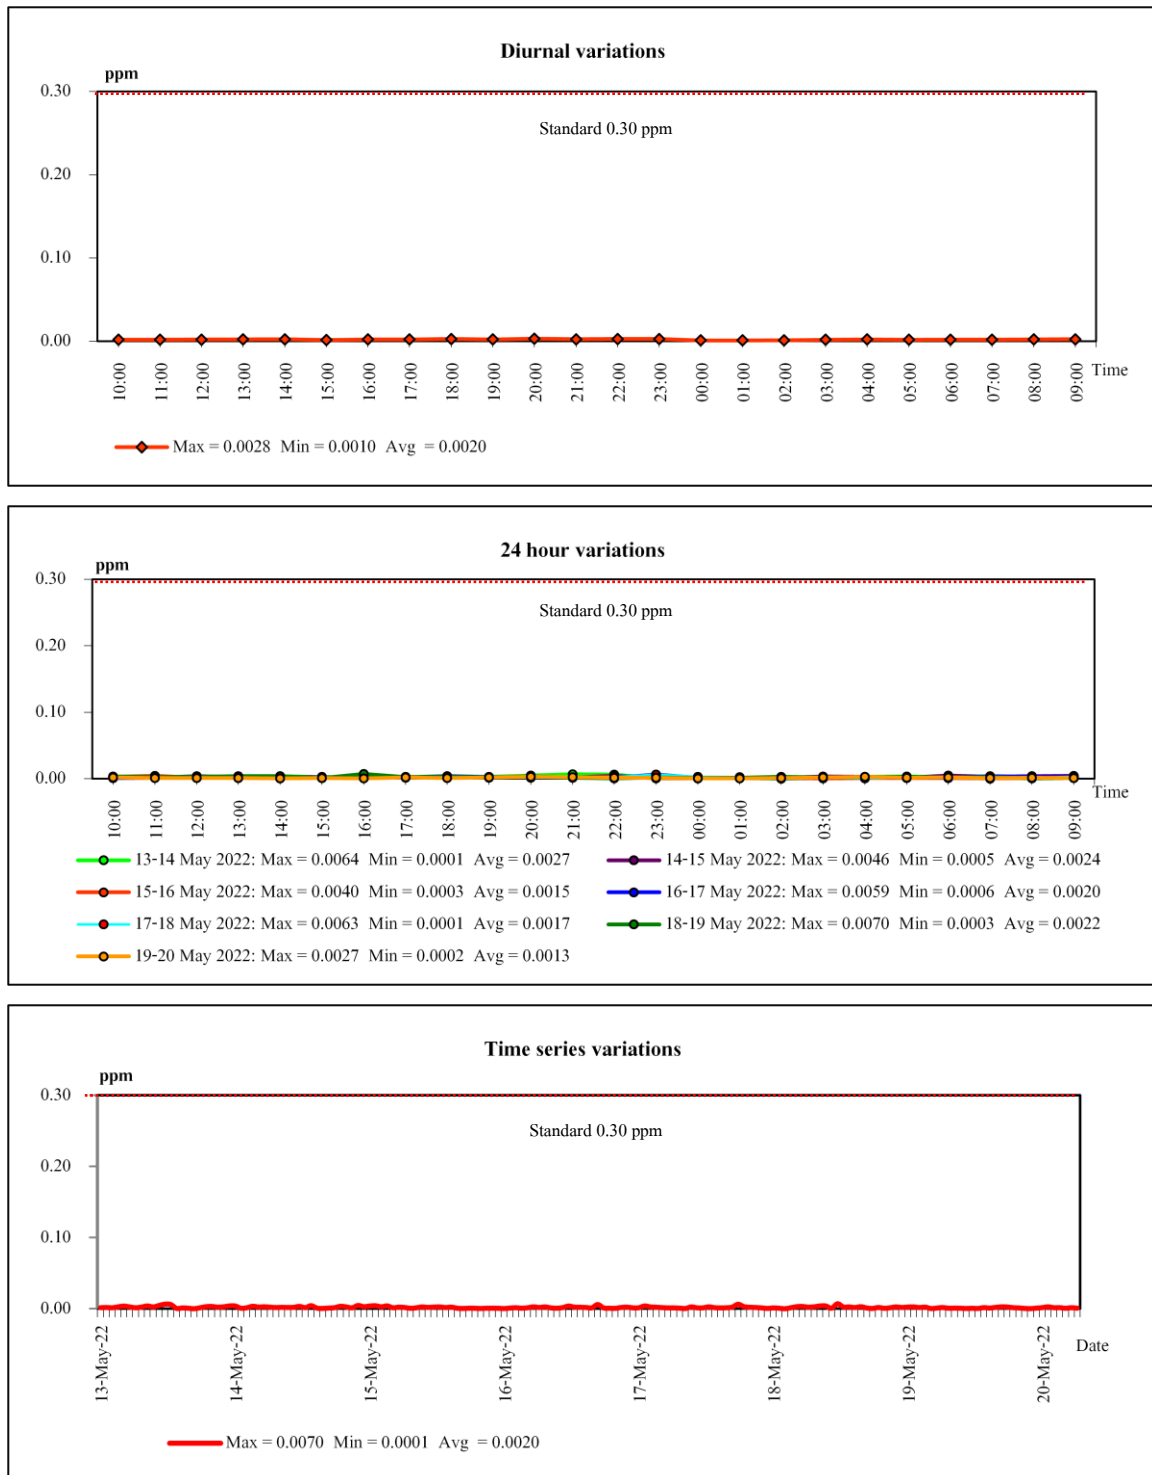 Diurnal variations
ppm
0.30
Standard 0.30 ppm
0.20
0.10
0.00
10:00 11:00 12:00 13:00 14:00 15:00 16:00 17:00 18:00 19:00 20:00 21:00 22:00 23:00 00:00 01:00 02:00 03:00 04:00 05:00 06:00 07:00 08:00 09:00
Time
Max = 0.0028 Min = 0.0010 Avg = 0.0020
24 hour variations
ppm
0.30
Standard 0.30 ppm
0.20
0.10
0.00
10:00 11:00 12:00 13:00 14:00 15:00 16:00 17:00 18:00 19:00 20:00 21:00 22:00 23:00 00:00 01:00 02:00 03:00 04:00 05:00 06:00 07:00 08:00 09:00
Time
13-14 May 2022: Max = 0.0064 Min = 0.0001 Avg = 0.0027
14-15 May 2022: Max = 0.0046 Min = 0.0005 Avg = 0.0024
15-16 May 2022: Max = 0.0040 Min = 0.0003 Avg = 0.0015
16-17 May 2022: Max = 0.0059 Min = 0.0006 Avg = 0.0020
17-18 May 2022: Max = 0.0063 Min = 0.0001 Avg = 0.0017
18-19 May 2022: Max = 0.0070 Min = 0.0003 Avg = 0.0022
19-20 May 2022: Max = 0.0027 Min = 0.0002 Avg = 0.0013
Time series variations
ppm
0.30
Standard 0.30 ppm
0.20
0.10
0.00
13-May-22 14-May-22 15-May-22 16-May-22 17-May-22 18-May-22 19-May-22 20-May-22
Date
Max = 0.0070 Min = 0.0001 Avg = 0.0020